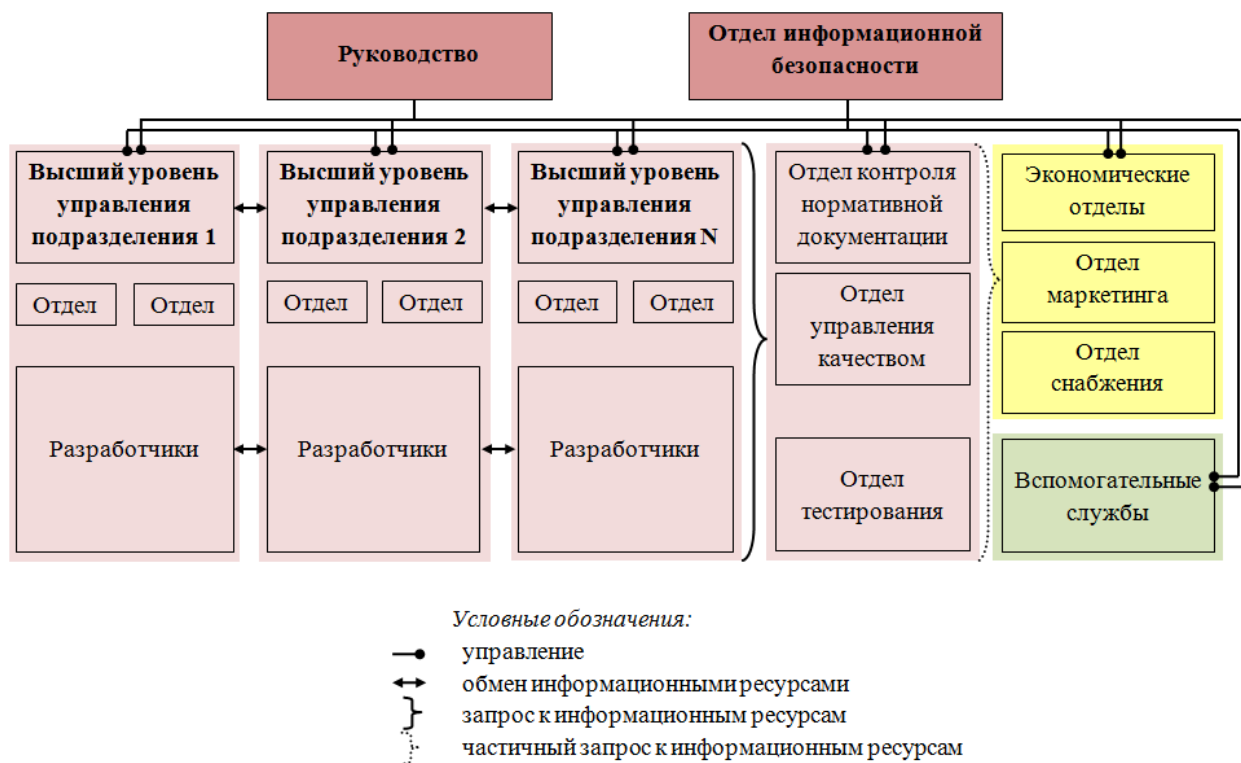 Руководство
Отдел информационной
безопасности
Высший уровень
управления
подразделения 1
Высший уровень
управления
подразделения 2
Высший уровень
управления
подразделения N
Отдел контроля
нормативной
документации
Экономические
отделы
Отдел
Отдел
Отдел
Отдел
Отдел
Отдел
Отдел
управления
качеством
Отдел
маркетинга
Отдел
снабжения
Разработчики
Разработчики
Разработчики
Отдел
тестирования
Вспомогательные
службы
Условные обозначения:
управление
обмен информационными ресурсами
запрос к информационным ресурсам
частичный запрос к информационным ресурсам